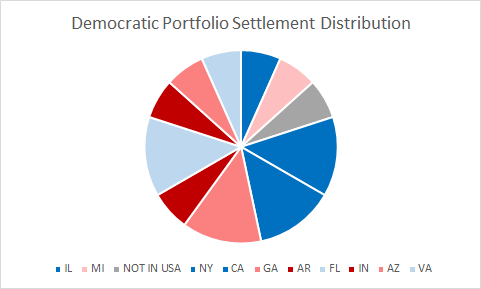 Democratic Portfolio Settlement Distribution
IL MI NOT IN USA NY CA GA AR FL IN AZ VA